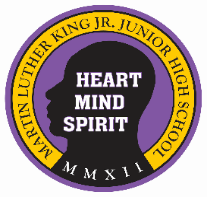 MARTIN LUTHER KING JR. JUNIOR HIGH SCHOOL
HEART
MIND
SPIRIT
MMXII